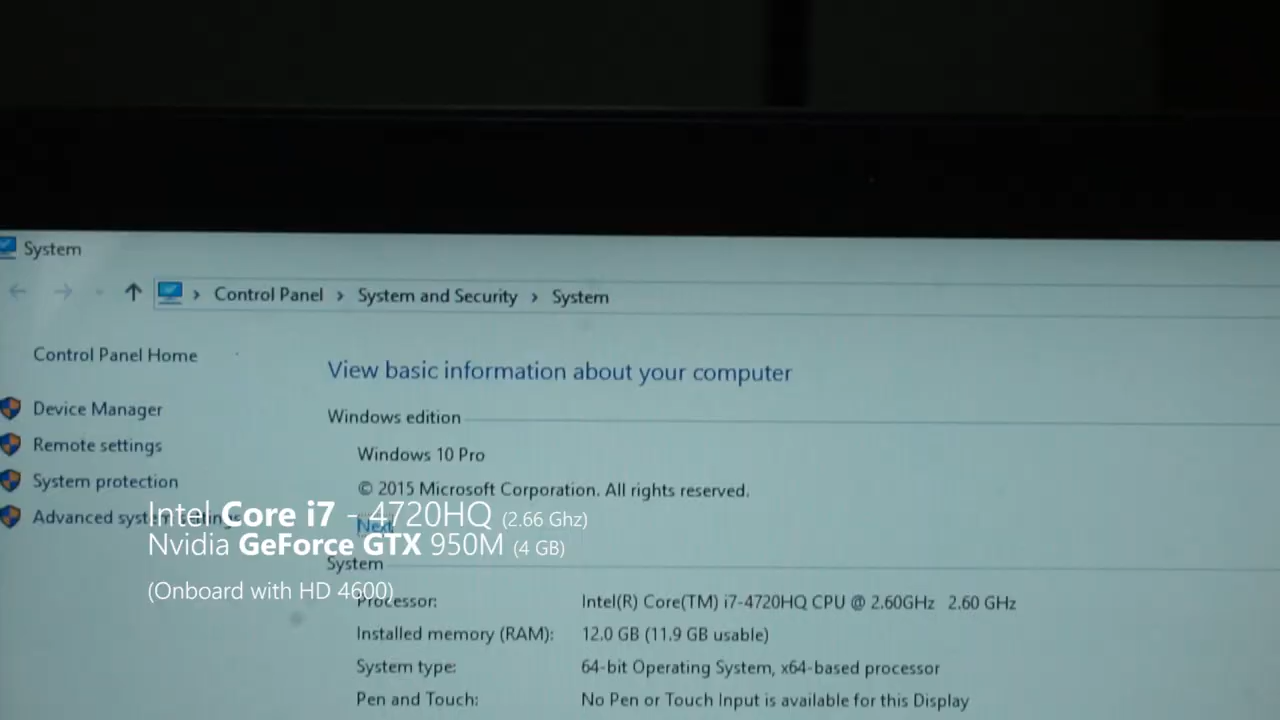 System
Control Panel > System and Security > System
Control Panel Home
View basic information about your computer
Device Manager
Windows edition
Remote settings
Windows 10 Pro
System protection
© 2015 Microsoft Corporation. All rights reserved.
Advanced system settings
Intel Core i7 - 4720HQ (2.66 Ghz)
Next
Nvidia GeForce GTX 950M (4 GB)
System
(Onboard with HD 4600)
Processor: Intel(R) Core(TM) i7-4720HQ CPU @ 2.60GHz 2.60 GHz
Installed memory (RAM): 12.0 GB (11.9 GB usable)
System type: 64-bit Operating System, x64-based processor
Pen and Touch: No Pen or Touch Input is available for this Display